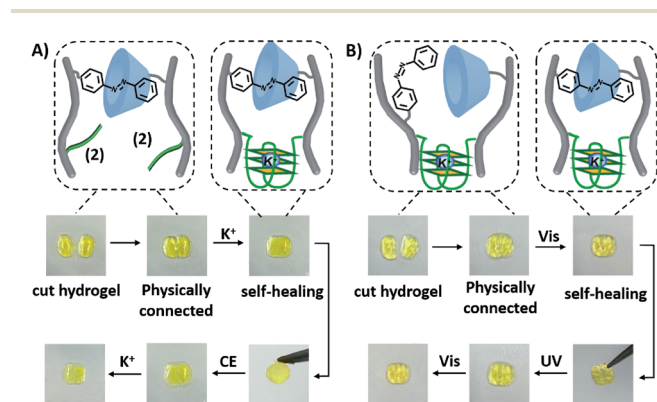 A)
B)
N
N
N
N
N
N
N
N
(2)
(2)
K⁺
K⁺
K⁺
K⁺
Vis
cut hydrogel
Physically
connected
self-healing
cut hydrogel
Physically
connected
self-healing
K⁺
CE
Vis
UV